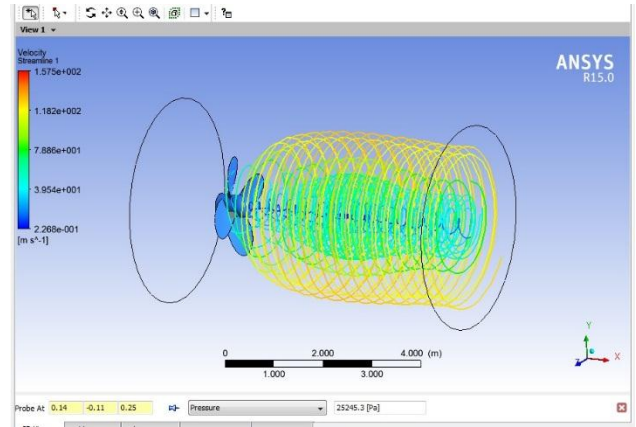 View 1
Velocity
Streamline 1
1.575e+002
1.182e+002
7.886e+001
3.954e+001
2.268e-001
[m s^-1]
ANSYS
R15.0
0 2.000 4.000 (m)
1.000 3.000
Y
X
Z
Probe At 0.14 -0.11 0.25 Pressure 25245.3 [Pa]